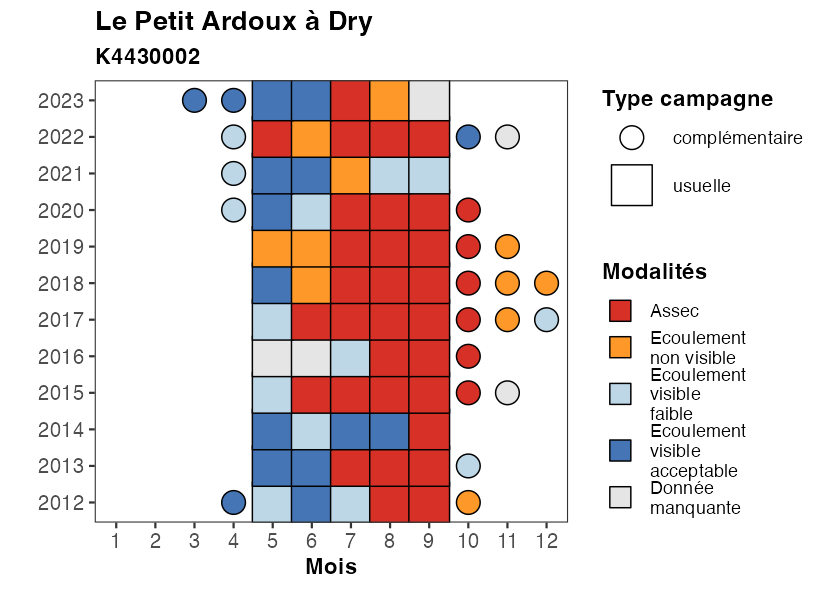 Le Petit Ardoux à Dry
K4430002
2023
2022
2021
2020
2019
2018
2017
2016
2015
2014
2013
2012
1 2 3 4 5 6 7 8 9 10 11 12
Mois
Type campagne
complémentaire
usuelle
Modalités
Assec
Ecoulement
non visible
Ecoulement
visible
faible
Ecoulement
visible
acceptable
Donnée
manquante